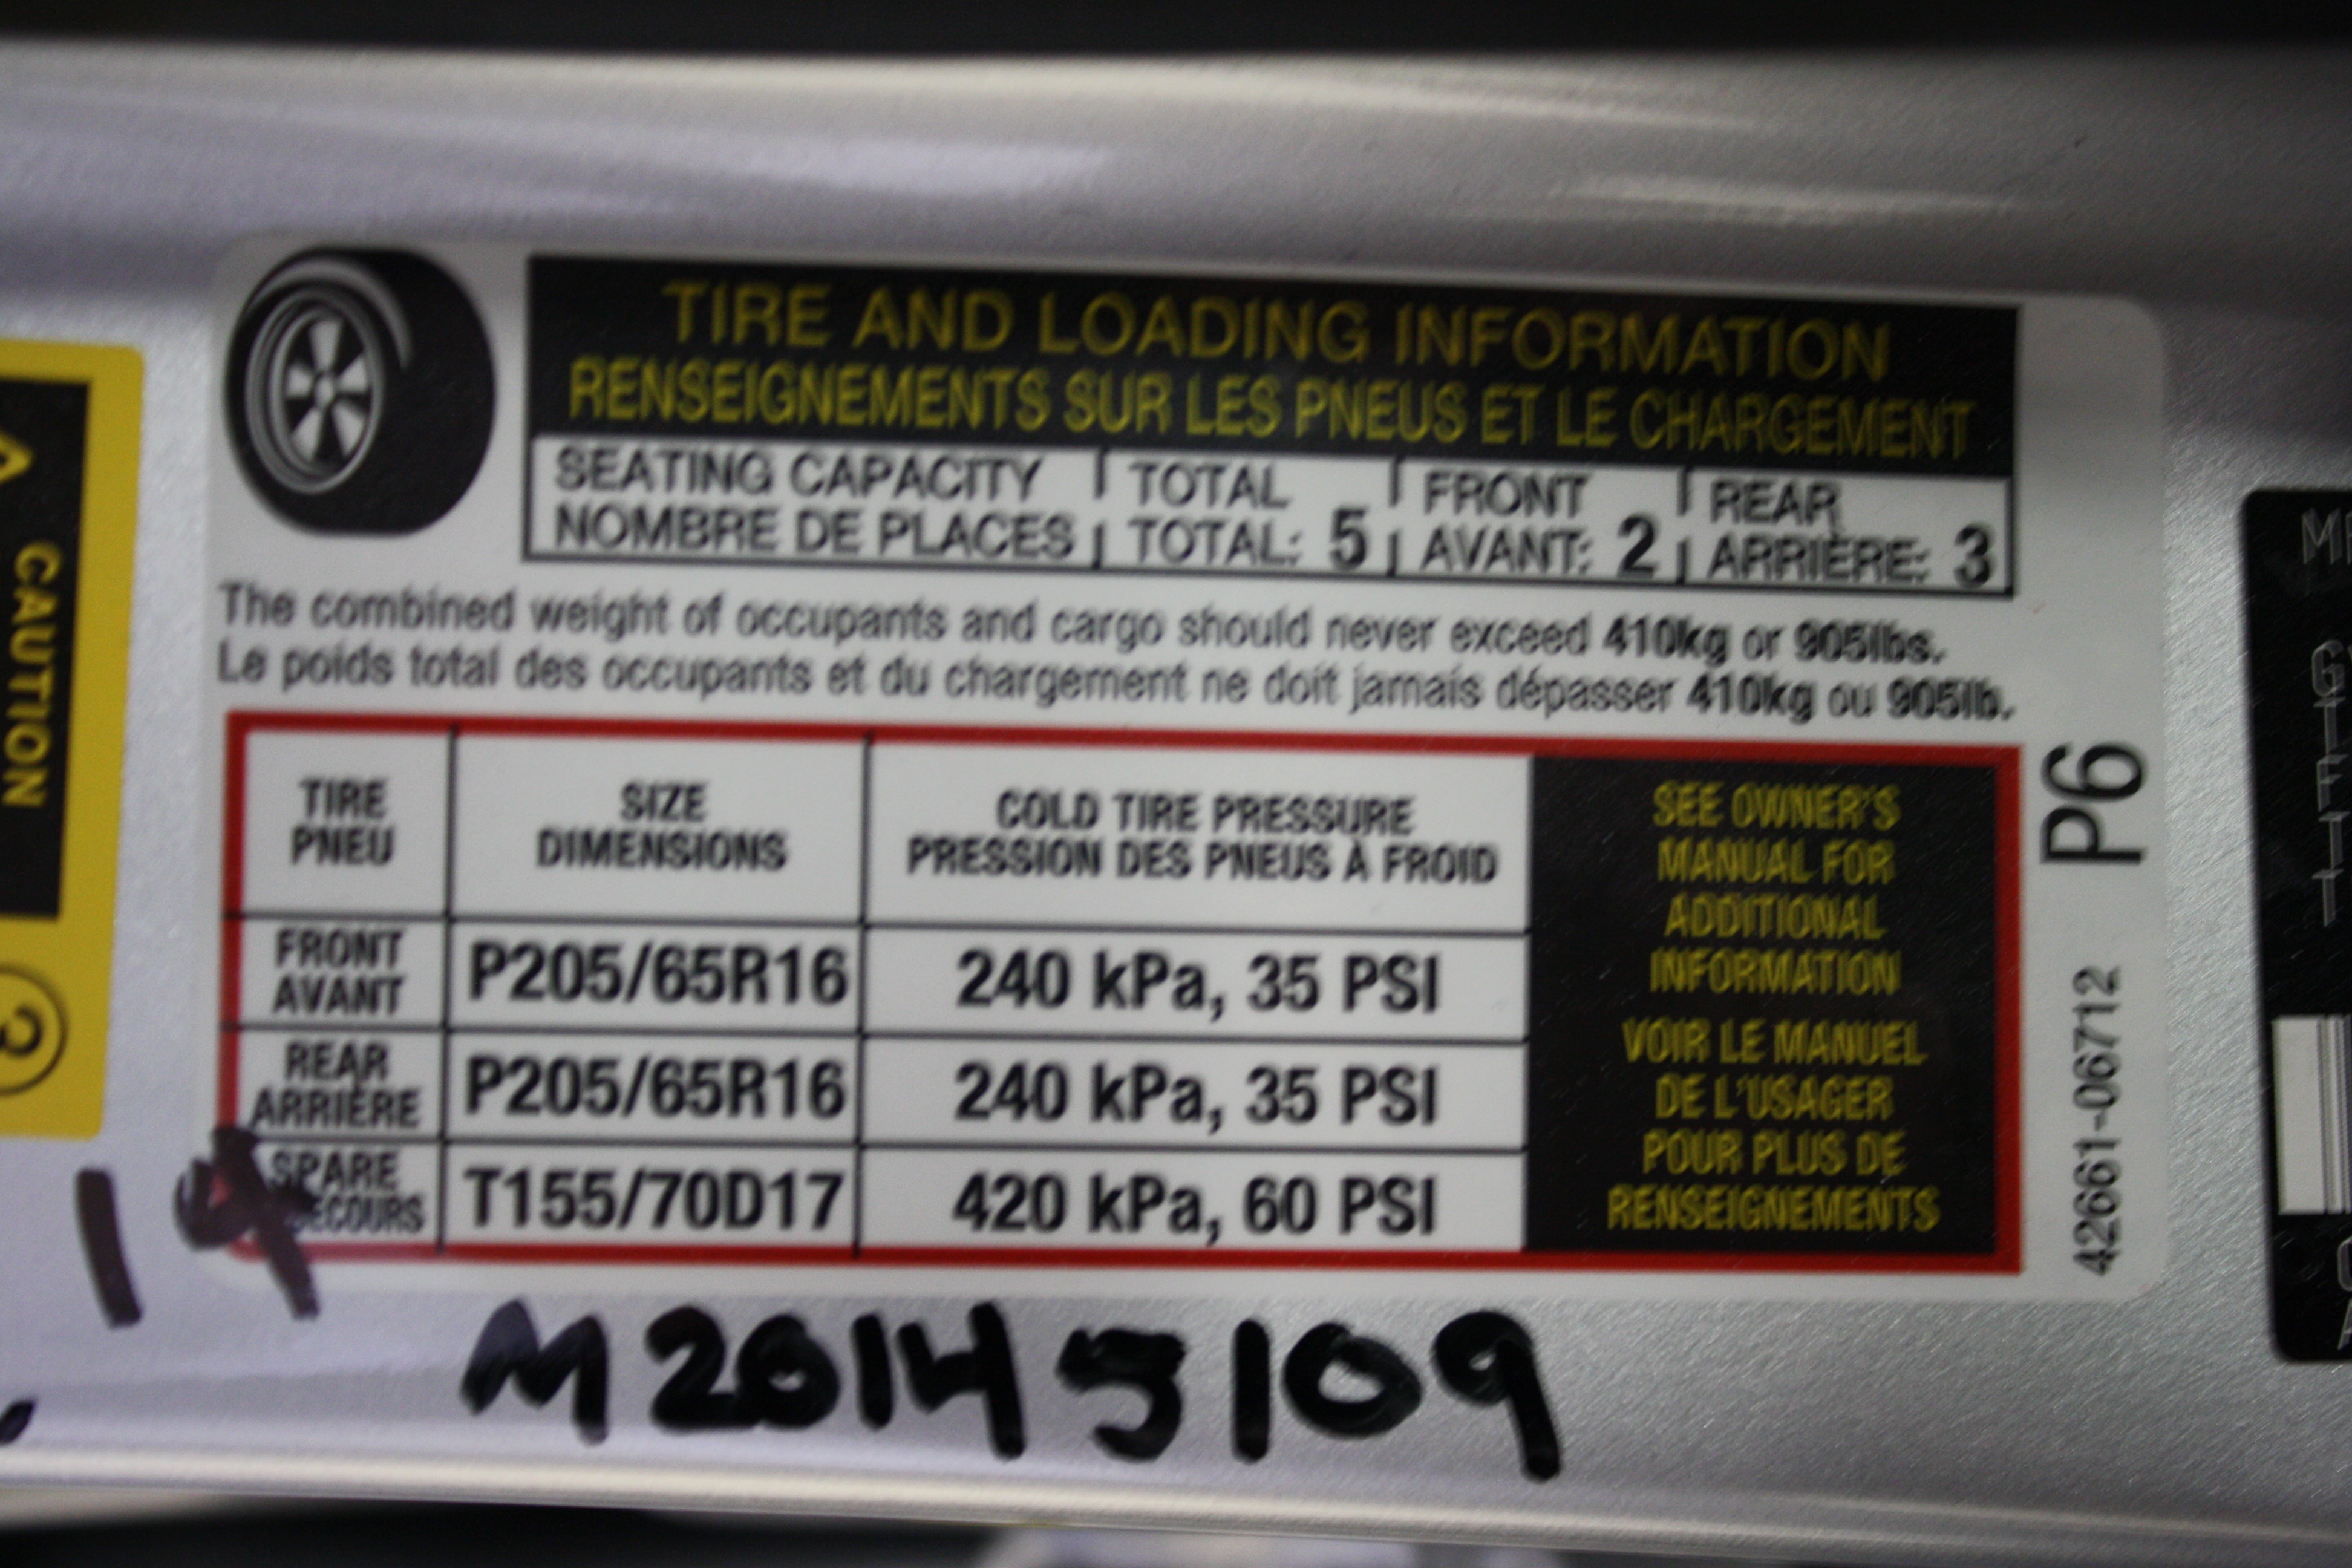 TIRE AND LOADING INFORMATION
RENSEIGNEMENTS SUR LES PNEUS ET LE CHARGEMENT
SEATING CAPACITY TOTAL FRONT REAR
NOMBRE DE PLACES TOTAL: 5 AVANT: 2 ARRIÈRE: 3
The combined weight of occupants and cargo should never exceed 410kg or 905lbs.
Le poids total des occupants et du chargement ne doit jamais dépasser 410kg ou 905lb.
TIRE SIZE COLD TIRE PRESSURE
PNEU DIMENSIONS PRESSION DES PNEUS À FROID
FRONT
AVANT P205/65R16 240 kPa, 35 PSI
REAR
ARRIÈRE P205/65R16 240 kPa, 35 PSI
SPARE
T155/70D17 420 kPa, 60 PSI
SEE OWNER'S
MANUAL FOR
ADDITIONAL
INFORMATION
VOIR LE MANUEL
DE L'USAGER
POUR PLUS DE
RENSEIGNEMENTS
P6
42661-06712
CAUTION
3
19
M20145109